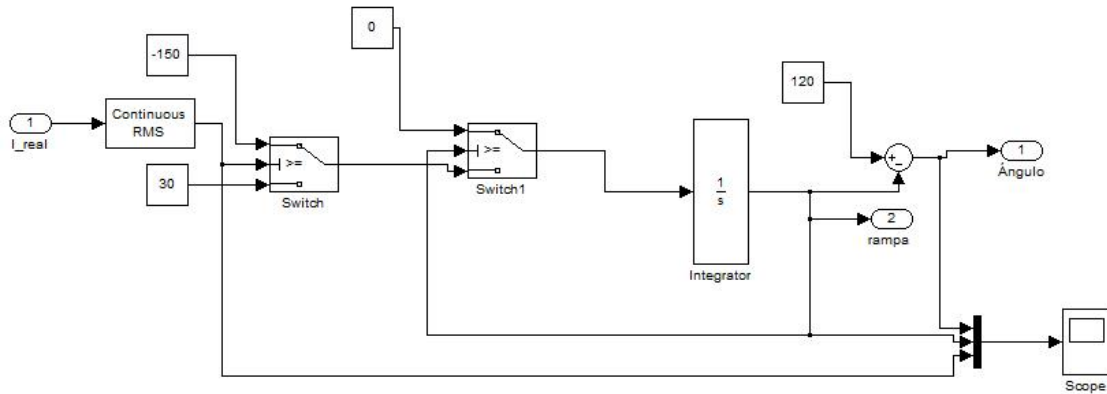 0
-150
120
1
I_real
Continuous
RMS
>=
Switch
30
>=
Switch1
1
s
Integrator
+
−
1
Ángulo
2
rampa
Scope